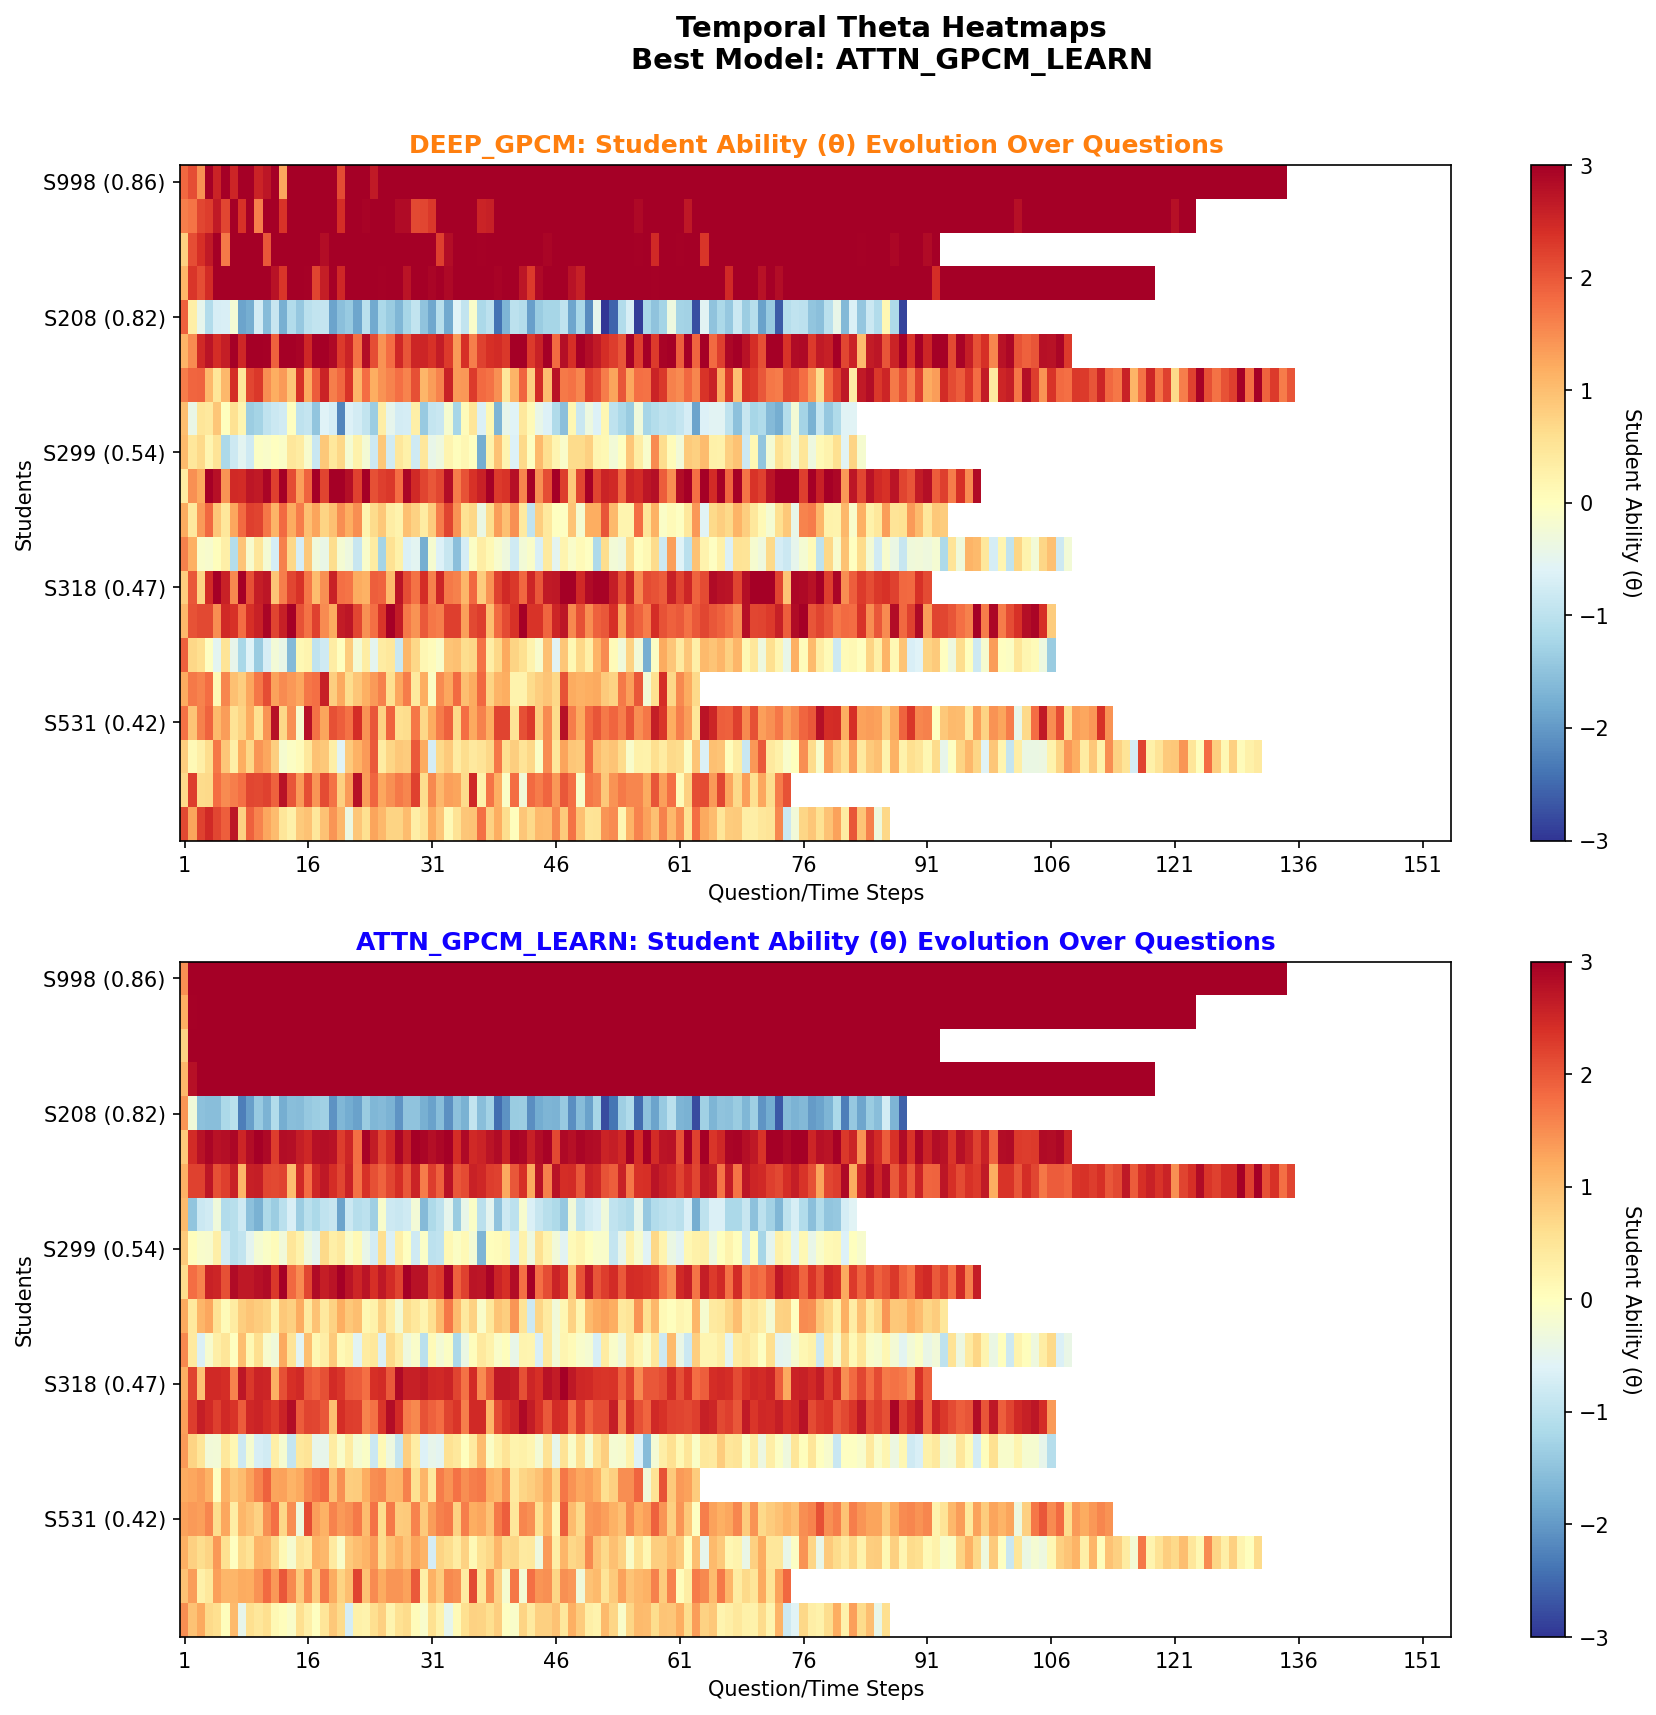 Temporal Theta Heatmaps
Best Model: ATTN_GPCM_LEARN
DEEP_GPCM: Student Ability (θ) Evolution Over Questions
S998 (0.86)
S208 (0.82)
S299 (0.54)
S318 (0.47)
S531 (0.42)
Students
1 16 31 46 61 76 91 106 121 136 151
Question/Time Steps
3
2
1
0
−1
−2
−3
Student Ability (θ)
ATTN_GPCM_LEARN: Student Ability (θ) Evolution Over Questions
S998 (0.86)
S208 (0.82)
S299 (0.54)
S318 (0.47)
S531 (0.42)
Students
1 16 31 46 61 76 91 106 121 136 151
Question/Time Steps
3
2
1
0
−1
−2
−3
Student Ability (θ)